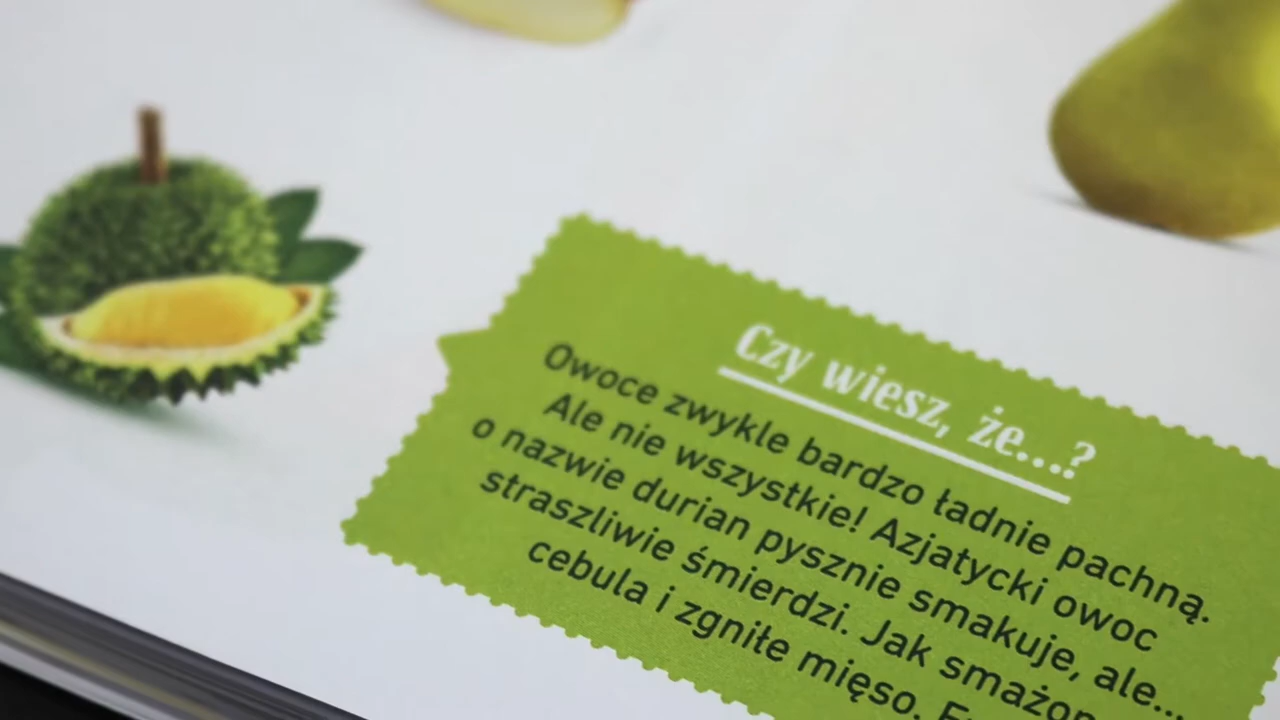 Czy wiesz, że...?
Owoce zwykle bardzo ładnie pachną.
Ale nie wszystkie! Azjatycki owoc
o nazwie durian pysznie smakuje, ale...
straszliwie śmierdzi. Jak
cebula i zgniłe mięso.